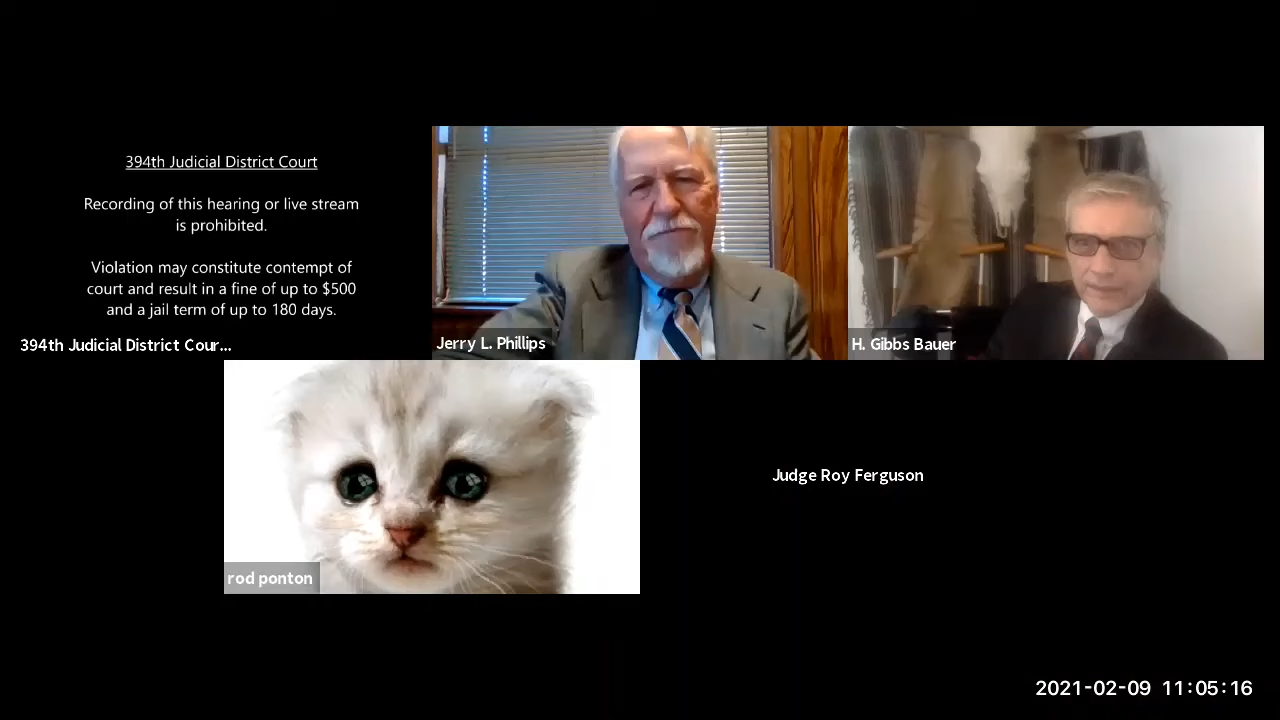 394th Judicial District Court
Recording of this hearing or live stream
is prohibited.
Violation may constitute contempt of
court and result in a fine of up to $500
and a jail term of up to 180 days.
394th Judicial District Cour...
Jerry L. Phillips
H. Gibbs Bauer
rod ponton
Judge Roy Ferguson
2021-02-09 11:05:16